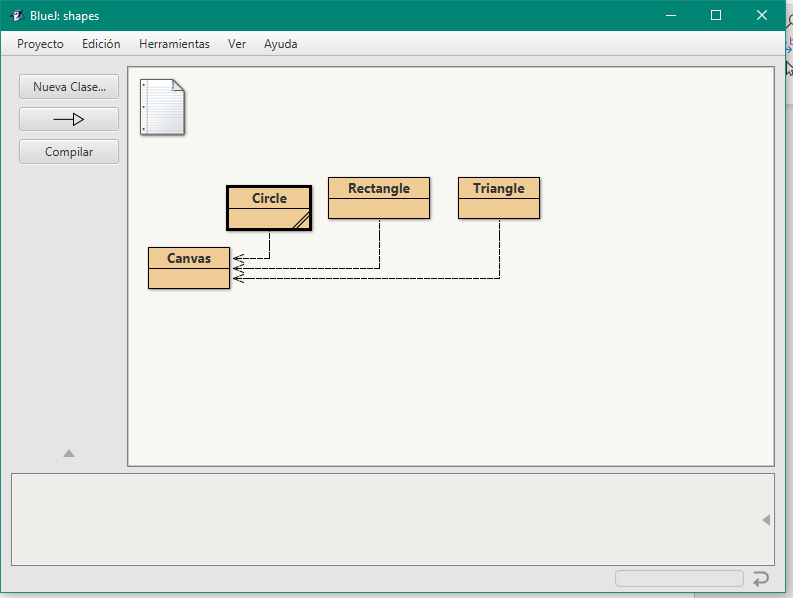 BlueJ: shapes
Proyecto Edición Herramientas Ver Ayuda
Nueva Clase...
Compilar
Circle
Rectangle
Triangle
Canvas